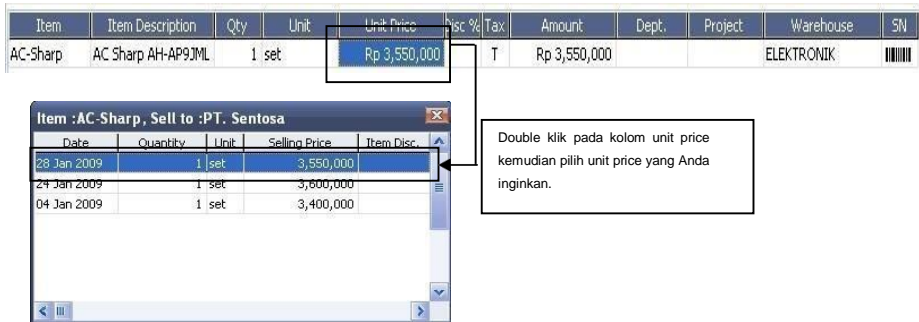 Item Item Description Qty Unit Unit Price Disc % Tax Amount Dept. Project Warehouse SN
AC-Sharp AC Sharp AH-AP9JML 1 set Rp 3,550,000 T Rp 3,550,000 ELEKTRONIK
Item :AC-Sharp, Sell to :PT. Sentosa
Date Quantity Unit Selling Price Item Disc.
28 Jan 2009 1 set 3,550,000
24 Jan 2009 1 set 3,600,000
04 Jan 2009 1 set 3,400,000
Double klik pada kolom unit price
kemudian pilih unit price yang Anda
inginkan.